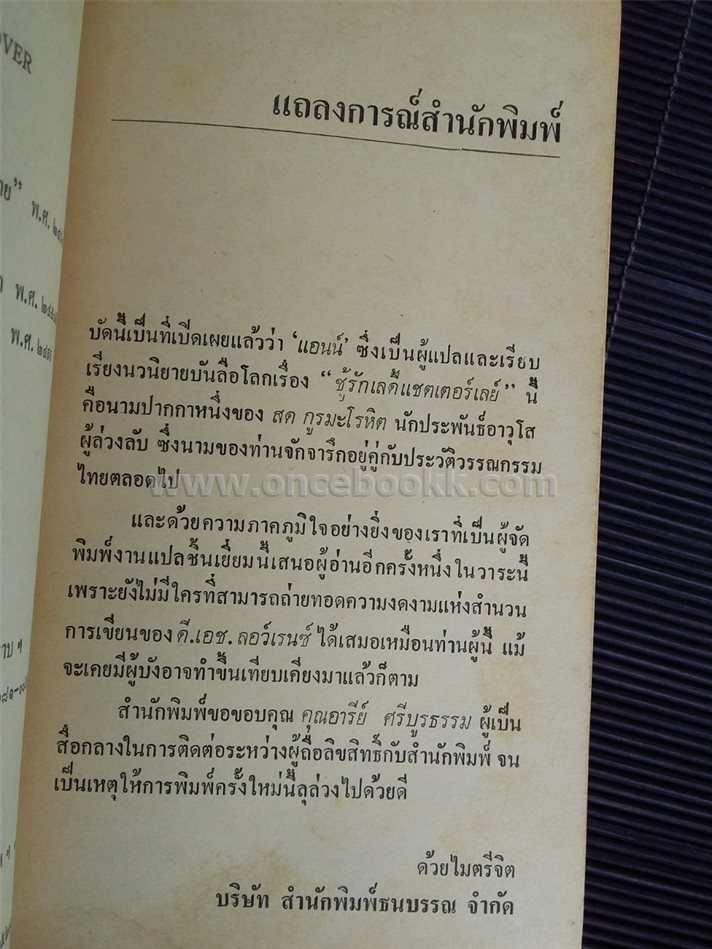 OVER
พ.ศ.
พ.ศ.
พ.ศ.
แถลงการณ์สำนักพิมพ์
บัดนี้เป็นที่เปิดเผยแล้วว่า ‘แอนน์’ ซึ่งเป็นผู้แปลและเรียบ
เรียงนวนิยายบันลือโลกเรื่อง “ชู้รักเลดี้แชตเตอร์เลย์” นี้
คือนามปากกาหนึ่งของ สด กูรมะโรหิต นักประพันธ์อาวุโส
ผู้ล่วงลับ ซึ่งนามของท่านจักจารึกอยู่คู่กับประวัติวรรณกรรม
ไทยตลอดไป
www.oncebookk.com
และด้วยความภาคภูมิใจอย่างยิ่งของเราที่เป็นผู้จัด
พิมพ์งานแปลชิ้นเยี่ยมนี้เสนอผู้อ่านอีกครั้งหนึ่งในวาระนี้
เพราะยังไม่มีใครที่สามารถถ่ายทอดความงดงามแห่งสำนวน
การเขียนของ ดี.เอช. ลอว์เรนซ์ ได้เสมอเหมือนท่านผู้นี้ แม้
จะเคยมีผู้บังอาจทำขึ้นเทียบเคียงมาแล้วก็ตาม
สำนักพิมพ์ขอขอบคุณ คุณอารีย์ ศรีบูรธรรม ผู้เป็น
สื่อกลางในการติดต่อระหว่างผู้ถือลิขสิทธิ์กับสำนักพิมพ์ จน
เป็นเหตุให้การพิมพ์ครั้งใหม่นี้ลุล่วงไปด้วยดี
ด้วยไมตรีจิต
บริษัท สำนักพิมพ์ธนบรรณ จำกัด